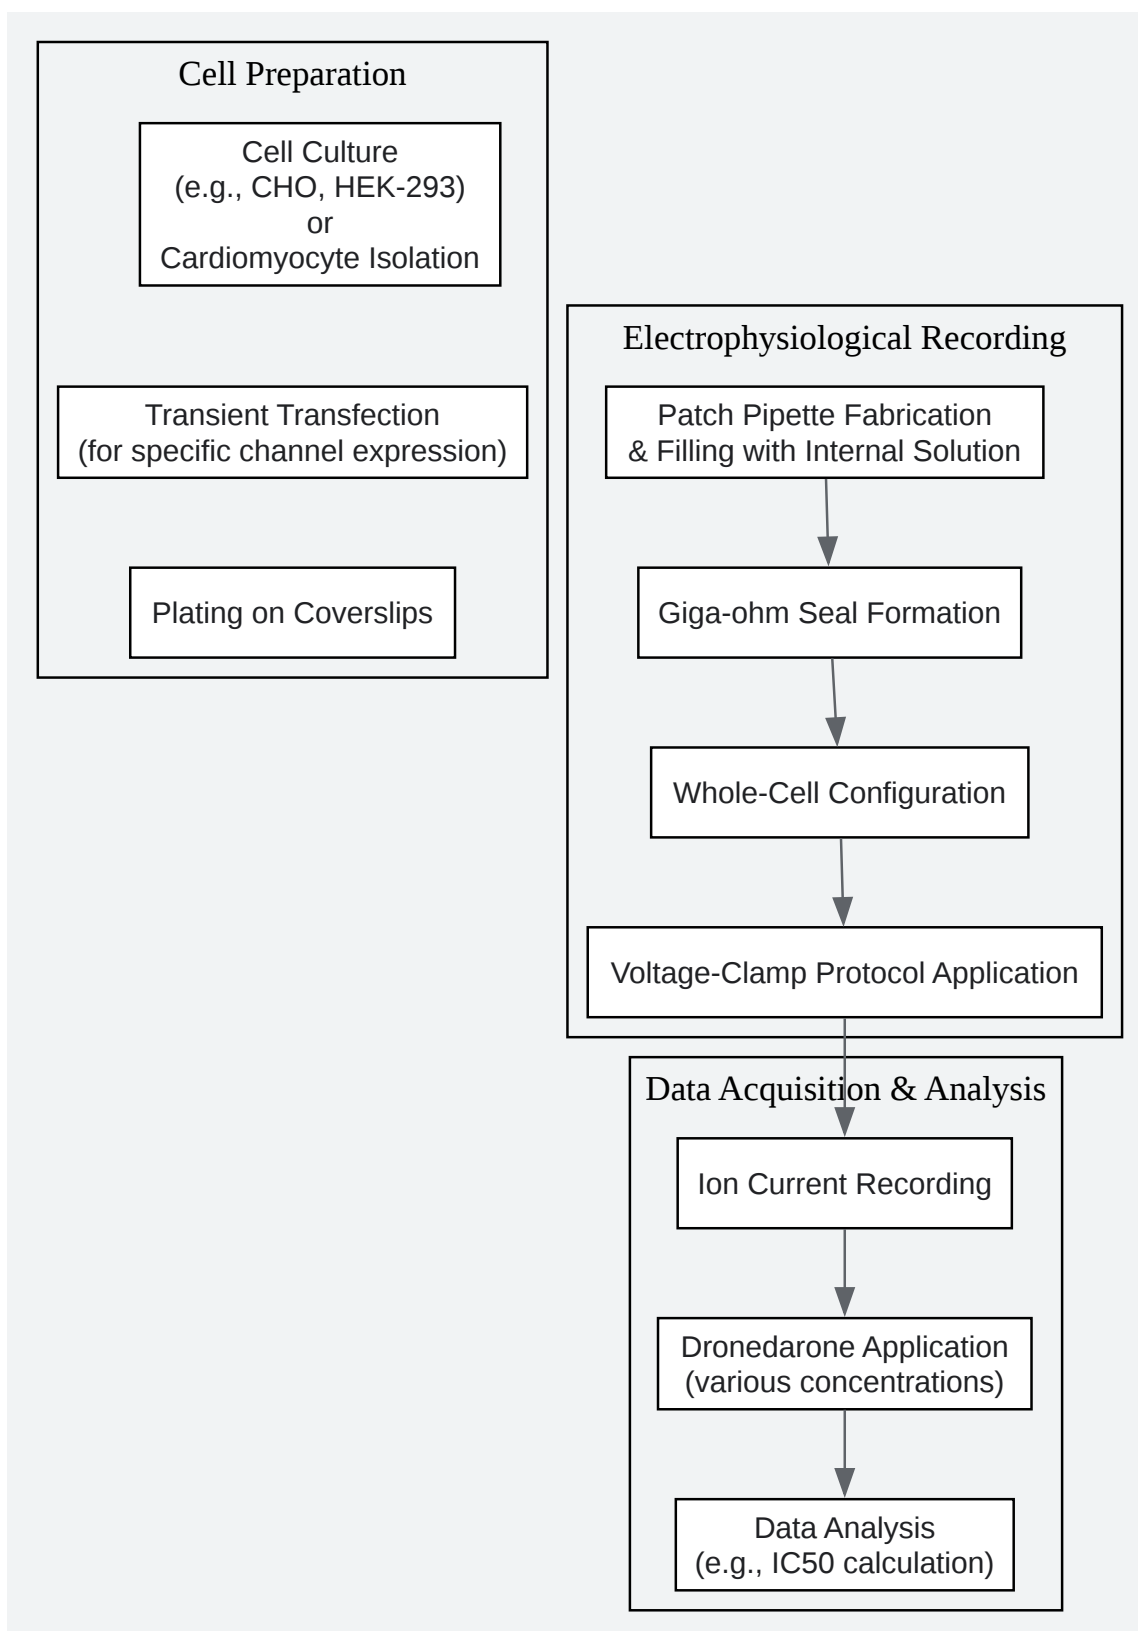 Cell Preparation
Cell Culture
(e.g., CHO, HEK-293)
or
Cardiomyocyte Isolation
Transient Transfection
(for specific channel expression)
Plating on Coverslips
Electrophysiological Recording
Patch Pipette Fabrication
& Filling with Internal Solution
Giga-ohm Seal Formation
Whole-Cell Configuration
Voltage-Clamp Protocol Application
Data Acquisition & Analysis
Ion Current Recording
Dronedarone Application
(various concentrations)
Data Analysis
(e.g., IC50 calculation)